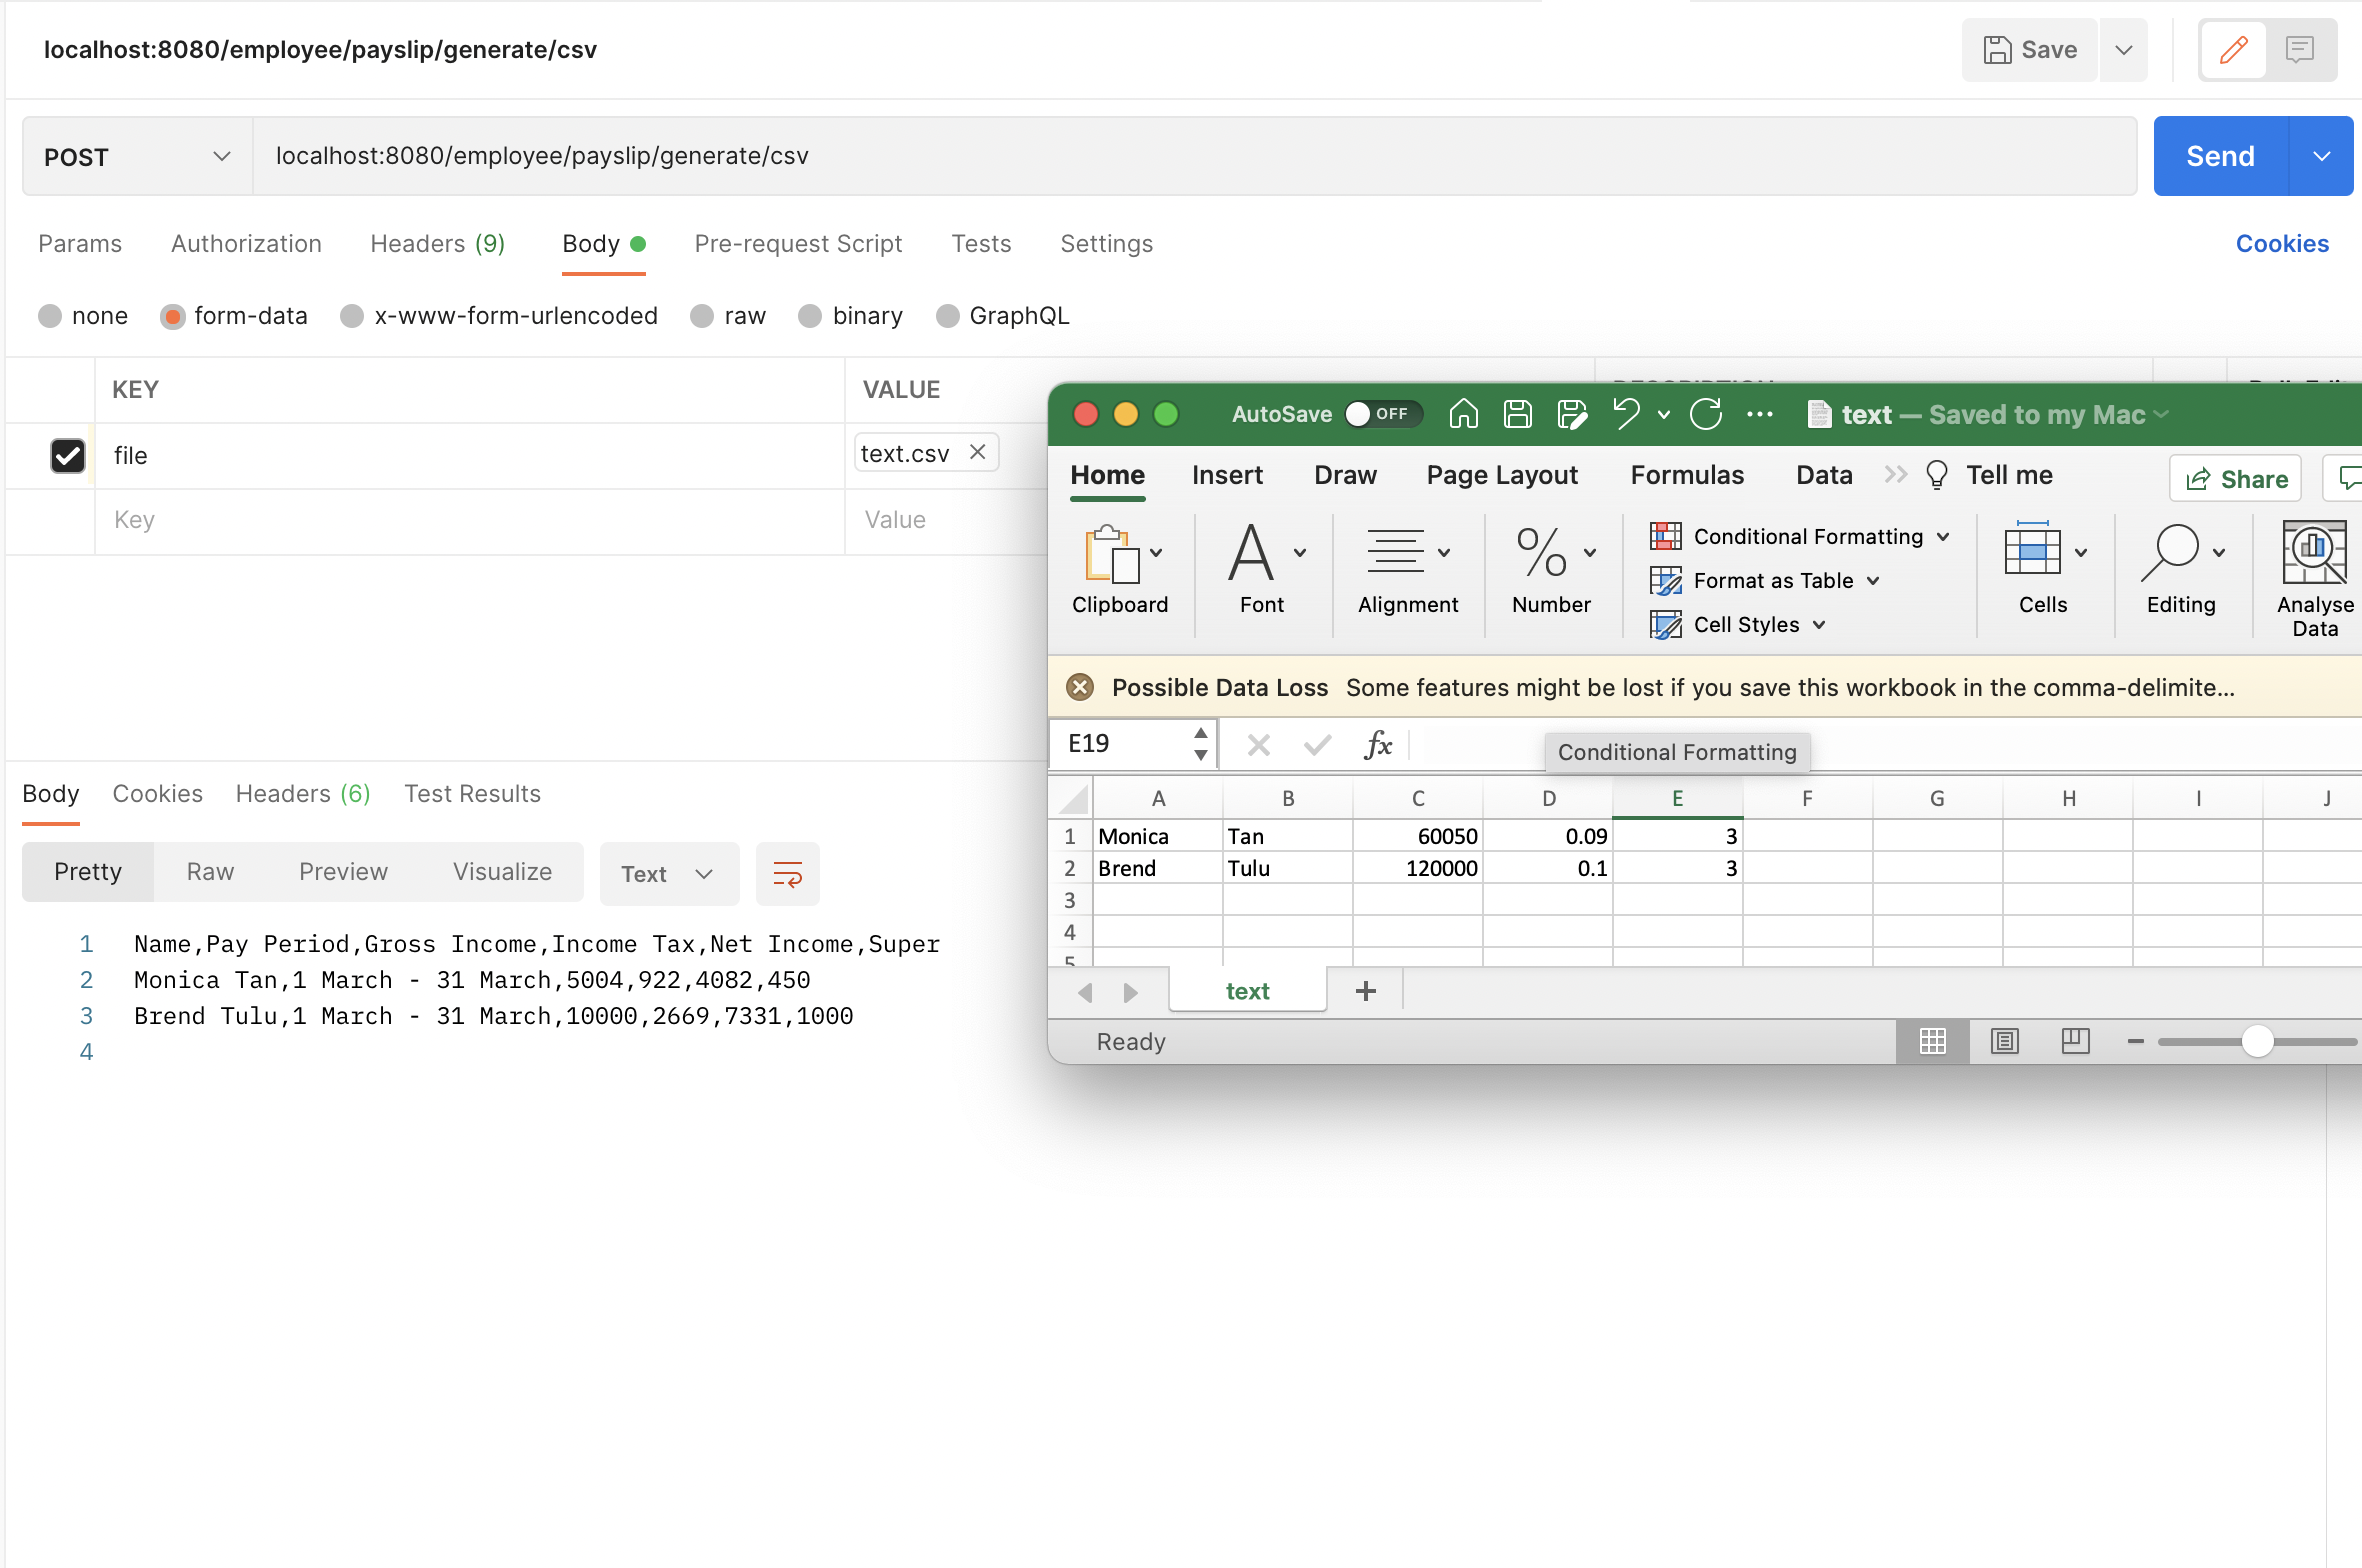 localhost:8080/employee/payslip/generate/csv
Save
POST
localhost:8080/employee/payslip/generate/csv
Send
Params Authorization Headers (9) Body Pre-request Script Tests Settings Cookies
none form-data x-www-form-urlencoded raw binary GraphQL
KEY VALUE
file text.csv
Key Value
AutoSave OFF text — Saved to my Mac
Home Insert Draw Page Layout Formulas Data Tell me Share
Clipboard Font Alignment Number
Conditional Formatting
Format as Table
Cell Styles
Cells Editing Analyse
Data
Possible Data Loss Some features might be lost if you save this workbook in the comma-delimite...
E19 fx
Conditional Formatting
A B C D E F G H I J
1 Monica Tan 60050 0.09 3
2 Brend Tulu 120000 0.1 3
3
4
5
text
Ready
Body Cookies Headers (6) Test Results
Pretty Raw Preview Visualize Text
1 Name,Pay Period,Gross Income,Income Tax,Net Income,Super
2 Monica Tan,1 March - 31 March,5004,922,4082,450
3 Brend Tulu,1 March - 31 March,10000,2669,7331,1000
4